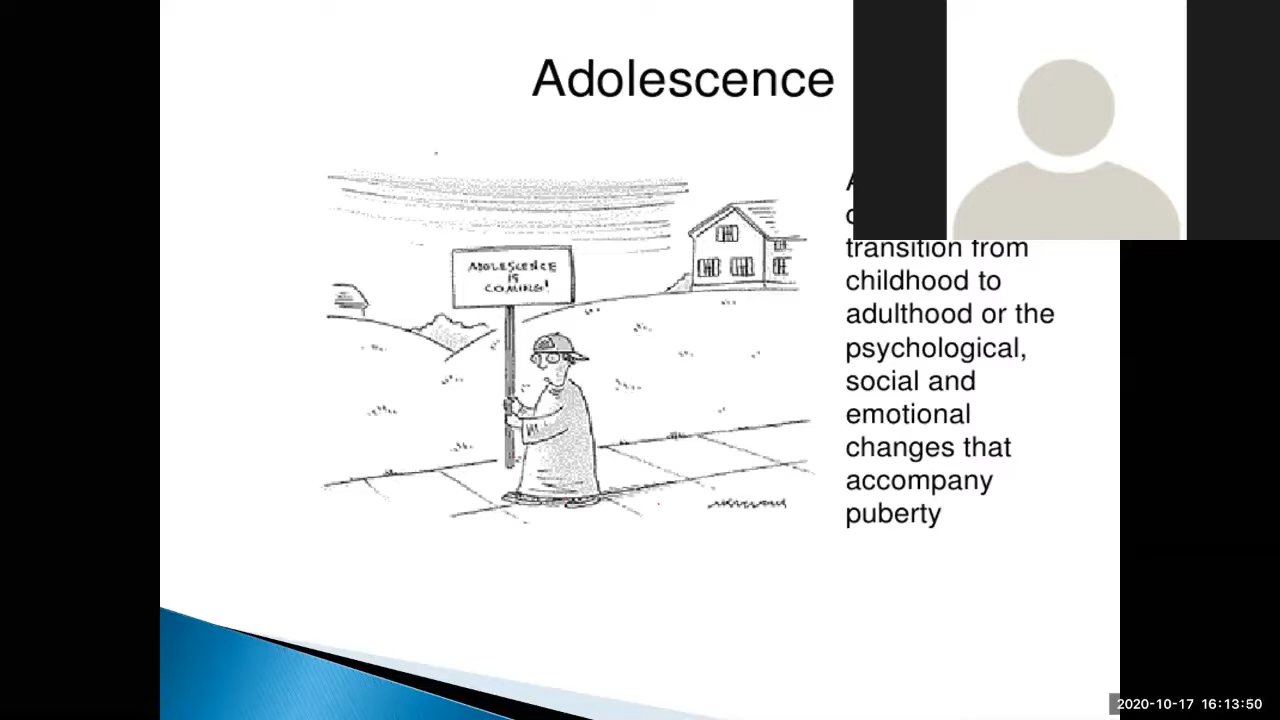 Adolescence
ADOLESCENCE
IS
COMING!
transition from
childhood to
adulthood or the
psychological,
social and
emotional
changes that
accompany
puberty
2020-10-17 16:13:50